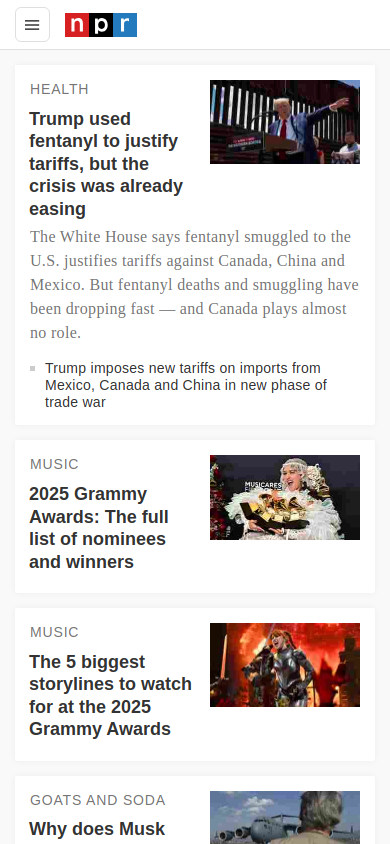 npr
HEALTH
Trump used
fentanyl to justify
tariffs, but the
crisis was already
easing
The White House says fentanyl smuggled to the
U.S. justifies tariffs against Canada, China and
Mexico. But fentanyl deaths and smuggling have
been dropping fast — and Canada plays almost
no role.
Trump imposes new tariffs on imports from
Mexico, Canada and China in new phase of
trade war
MUSIC
2025 Grammy
Awards: The full
list of nominees
and winners
MUSICARES
MUSIC
The 5 biggest
storylines to watch
for at the 2025
Grammy Awards
GOATS AND SODA
Why does Musk